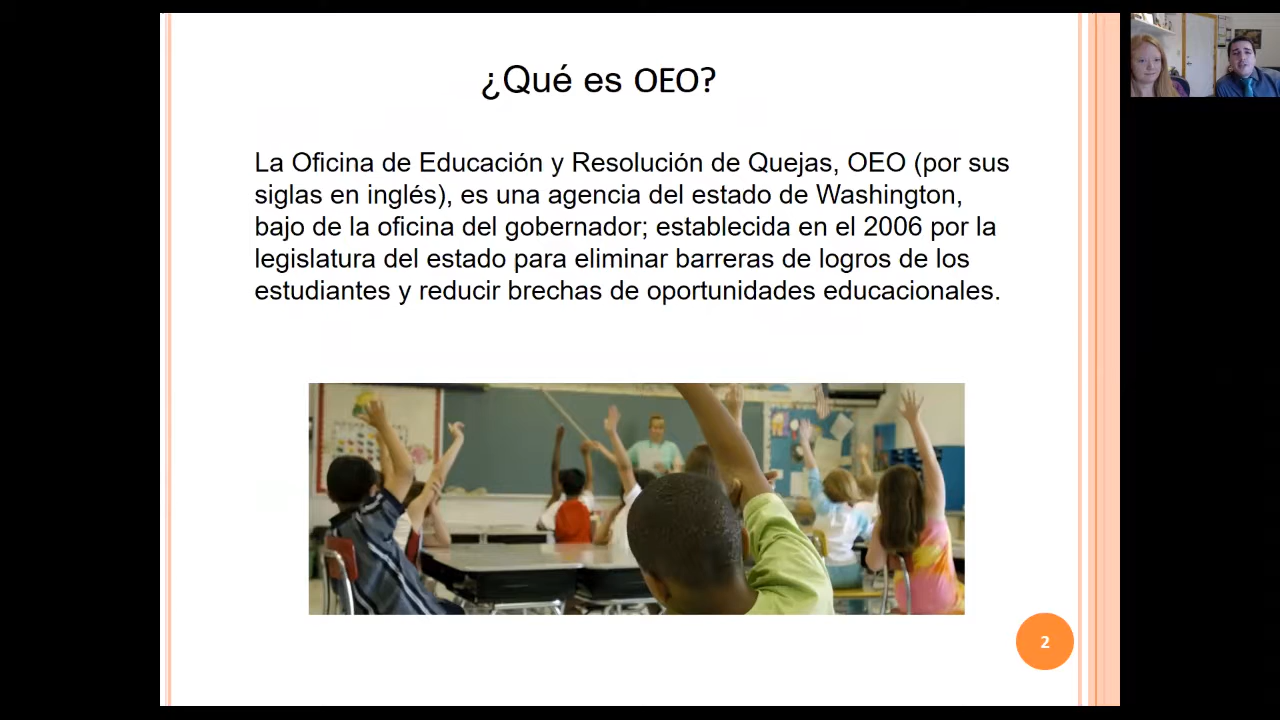 ¿Qué es OEO?
La Oficina de Educación y Resolución de Quejas, OEO (por sus
siglas en inglés), es una agencia del estado de Washington,
bajo de la oficina del gobernador; establecida en el 2006 por la
legislatura del estado para eliminar barreras de logros de los
estudiantes y reducir brechas de oportunidades educacionales.
2